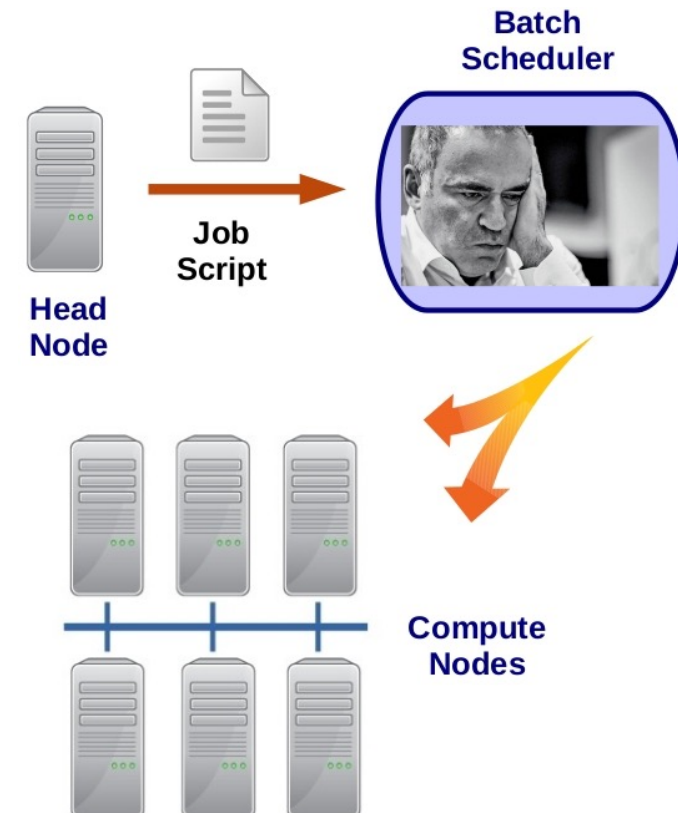 Batch
Scheduler
Job
Script
Head
Node
Compute
Nodes